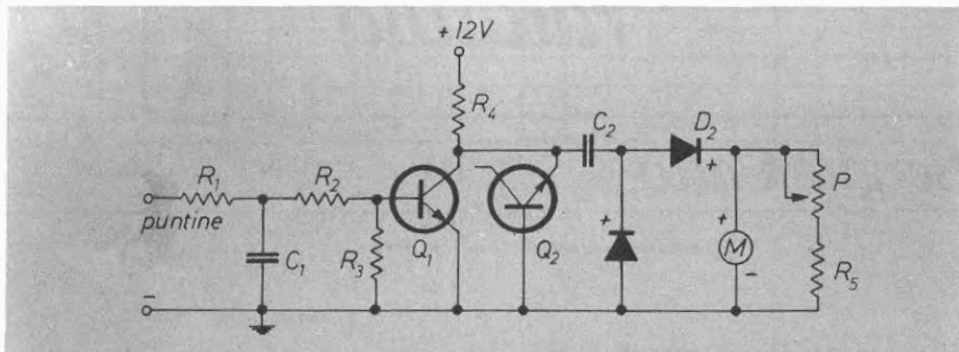 +12V
R4
C2
D2
+
R1
R2
P
puntine
+
+
M
C1
R3
Q1
Q2
-
R5
-